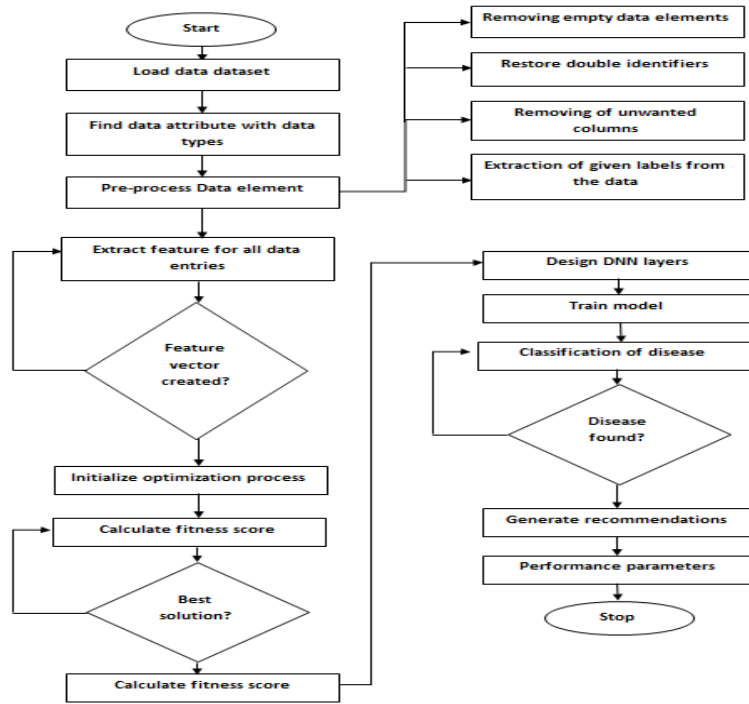 Start
Load data dataset
Find data attribute with data
types
Pre-process Data element
Removing empty data elements
Restore double identifiers
Removing of unwanted
columns
Extraction of given labels from
the data
Extract feature for all data
entries
Feature
vector
created?
Initialize optimization process
Calculate fitness score
Best
solution?
Calculate fitness score
Design DNN layers
Train model
Classification of disease
Disease
found?
Generate recommendations
Performance parameters
Stop